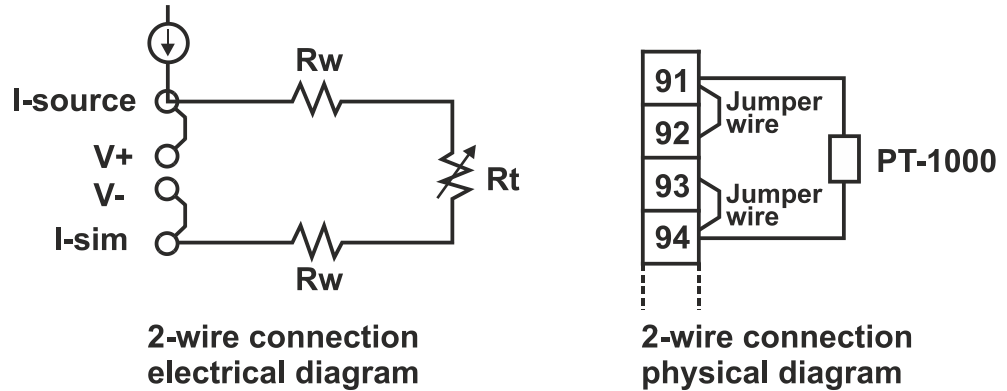 Rw
I-source
V+
V-
I-sim
Rt
Rw
2-wire connection
electrical diagram
91
92
93
94
Jumper
wire
Jumper
wire
PT-1000
2-wire connection
physical diagram